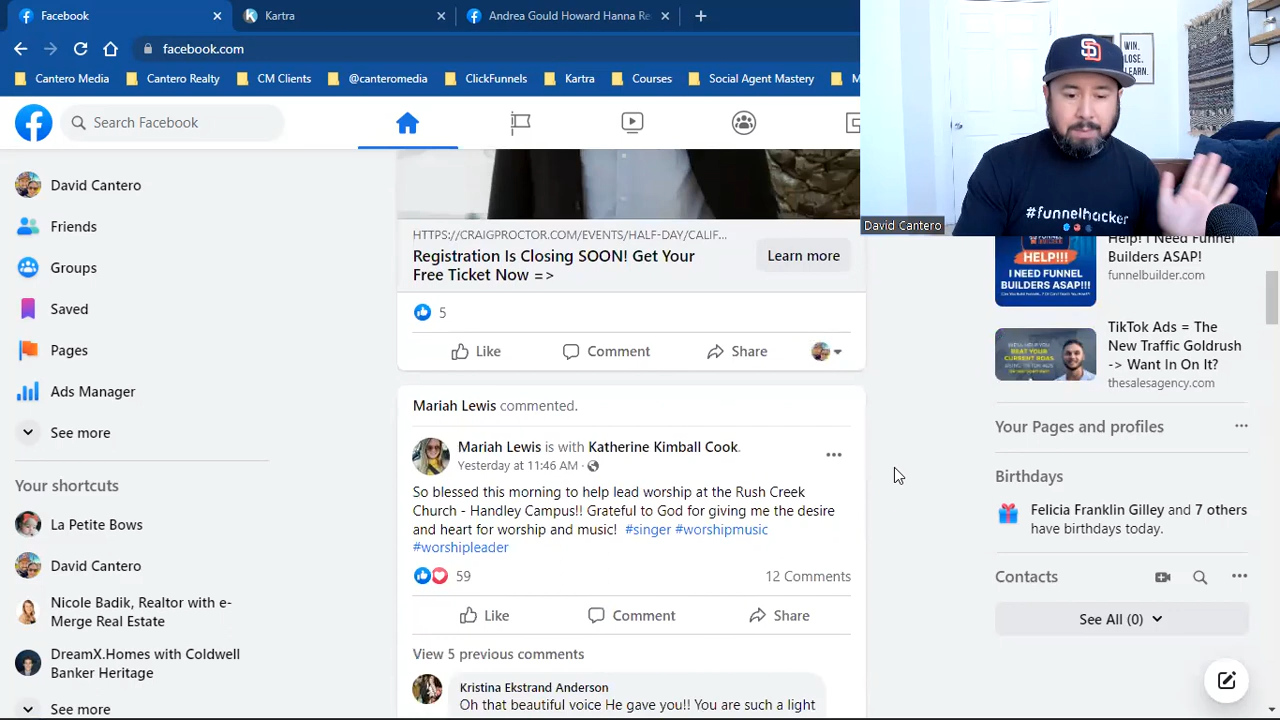 Facebook
Kartra
Andrea Gould Howard Hanna Re
facebook.com
Cantero Media
Cantero Realty
CM Clients
@canteromedia
ClickFunnels
Kartra
Courses
Social Agent Mastery
M
WIN.
LOSE.
LEARN.
SD
#funnelhacker
David Cantero
Search Facebook
David Cantero
Friends
Groups
Saved
Pages
Ads Manager
See more
Your shortcuts
La Petite Bows
David Cantero
Nicole Badik, Realtor with e-
Merge Real Estate
DreamX.Homes with Coldwell
Banker Heritage
See more
HTTPS://CRAIGPROCTOR.COM/EVENTS/HALF-DAY/CALIF...
Registration Is Closing SOON! Get Your
Free Ticket Now =>
Learn more
5
Like
Comment
Share
Mariah Lewis commented.
Mariah Lewis is with Katherine Kimball Cook.
Yesterday at 11:46 AM ·
So blessed this morning to help lead worship at the Rush Creek
Church - Handley Campus!! Grateful to God for giving me the desire
and heart for worship and music! #singer #worshipmusic
#worshipleader
59
12 Comments
Like
Comment
Share
View 5 previous comments
Kristina Ekstrand Anderson
Oh that beautiful voice He gave you!! You are such a light
HELP!!!
I NEED FUNNEL
BUILDERS ASAP!!!
Help! I Need Funnel
Builders ASAP!
funnelbuilder.com
BEAT YOUR
CURRENT ROAS
TikTok Ads = The
New Traffic Goldrush
-> Want In On It?
thesalesagency.com
Your Pages and profiles
Birthdays
Felicia Franklin Gilley and 7 others
have birthdays today.
Contacts
See All (0)